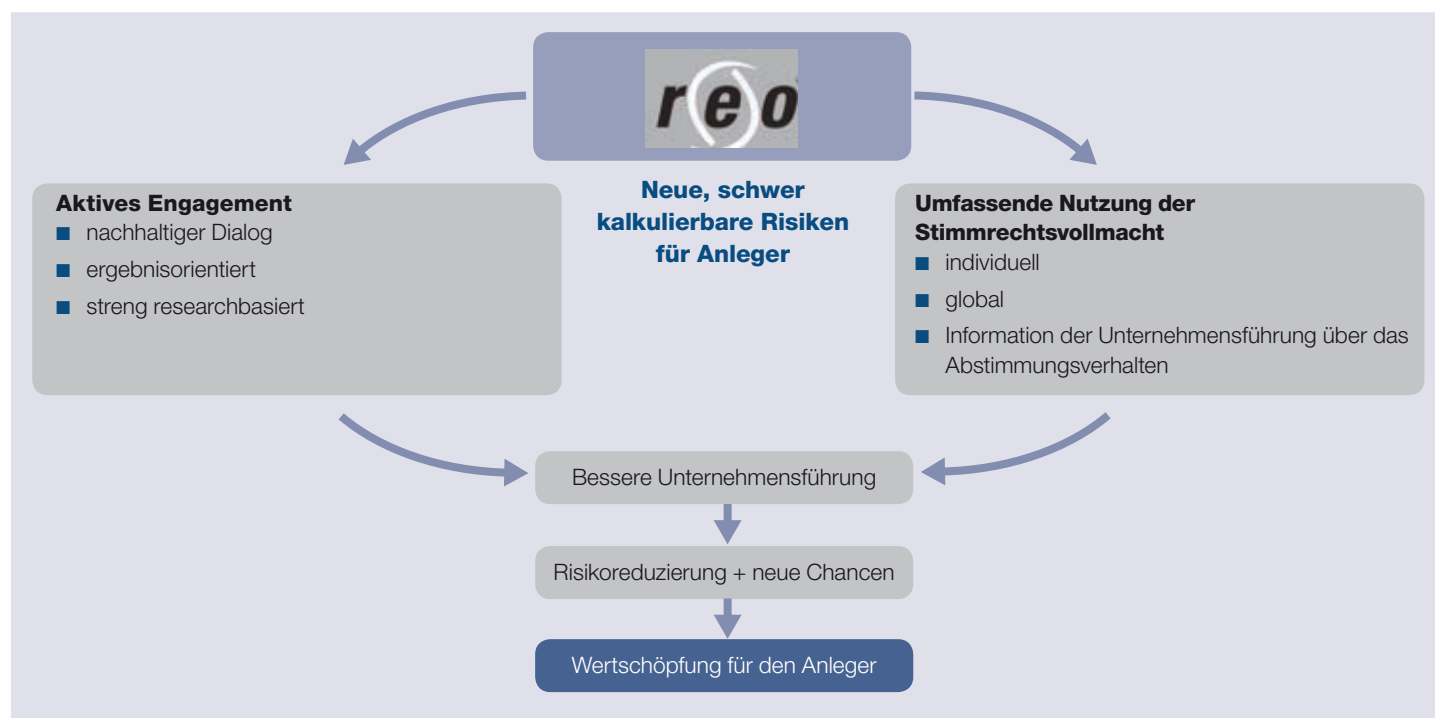 reo
Neue, schwer
kalkulierbare Risiken
für Anleger
Aktives Engagement
■ nachhaltiger Dialog
■ ergebnisorientiert
■ streng researchbasiert
Umfassende Nutzung der
Stimmrechtsvollmacht
■ individuell
■ global
■ Information der Unternehmensführung über das
Abstimmungsverhalten
Bessere Unternehmensführung
Risikoreduzierung + neue Chancen
Wertschöpfung für den Anleger